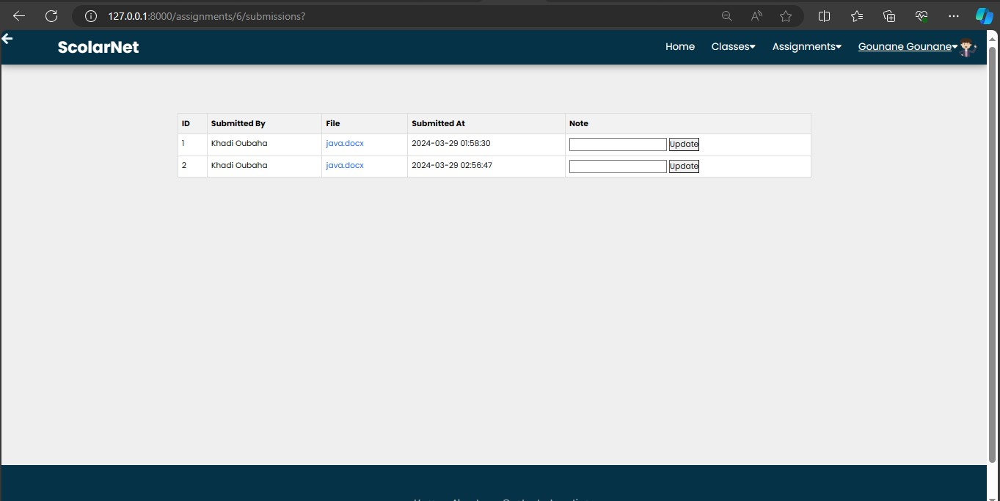 127.0.0.1:8000/assignments/6/submissions?
ScolarNet Home Classes Assignments Gounane Gounane
ID Submitted By File Submitted At Note
1 Khadi Oubaha java.docx 2024-03-29 01:58:30 Update
2 Khadi Oubaha java.docx 2024-03-29 02:56:47 Update